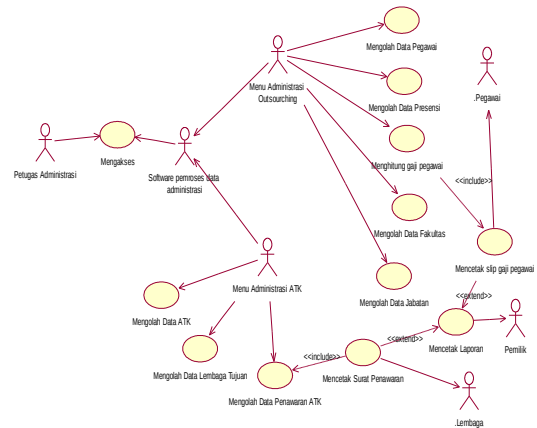 Mengolah Data Pegawai
Menu Administrasi
Outsourching
.Pegawai
Mengolah Data Presensi
Petugas Administrasi
Mengakses
Software pemroses data
administrasi
Menghitung gaji pegawai
<<include>>
Mengolah Data Fakultas
Mencetak slip gaji pegawai
Menu Administrasi ATK
Mengolah Data Jabatan
<<extend>>
Mengolah Data ATK
<<extend>>
Mencetak Laporan
Pemilik
<<include>>
Mengolah Data Lembaga Tujuan
Mencetak Surat Penawaran
Mengolah Data Penawaran ATK
.Lembaga